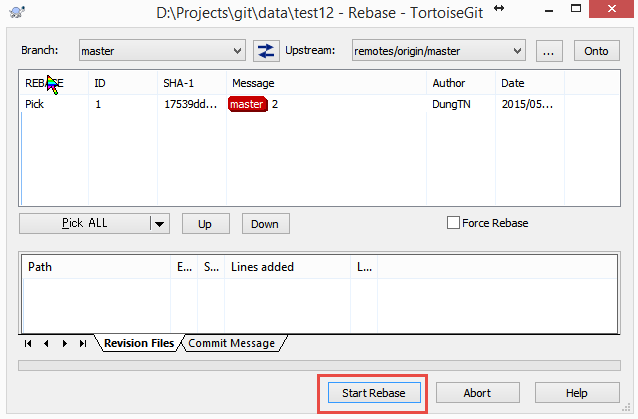 D:\Projects\git\data\test12 - Rebase - TortoiseGit
Branch: master Upstream: remotes/origin/master ... Onto
REBASE ID SHA-1 Message Author Date
Pick 1 17539dd... master 2 DungTN 2015/05...
Pick ALL Up Down Force Rebase
Path E... S... Lines added L...
Revision Files Commit Message
Start Rebase Abort Help